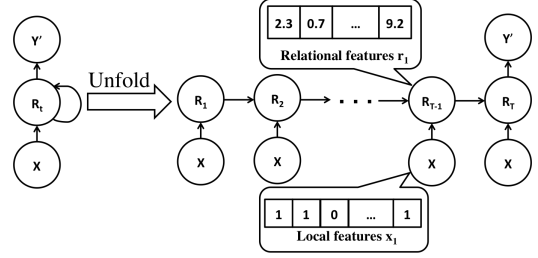 2.3 0.7 ... 9.2
Relational features r1
Y' Y'
Unfold
Rt R1 R2 . . . RT-1 RT
X X X X X
1 1 0 ... 1
Local features x1